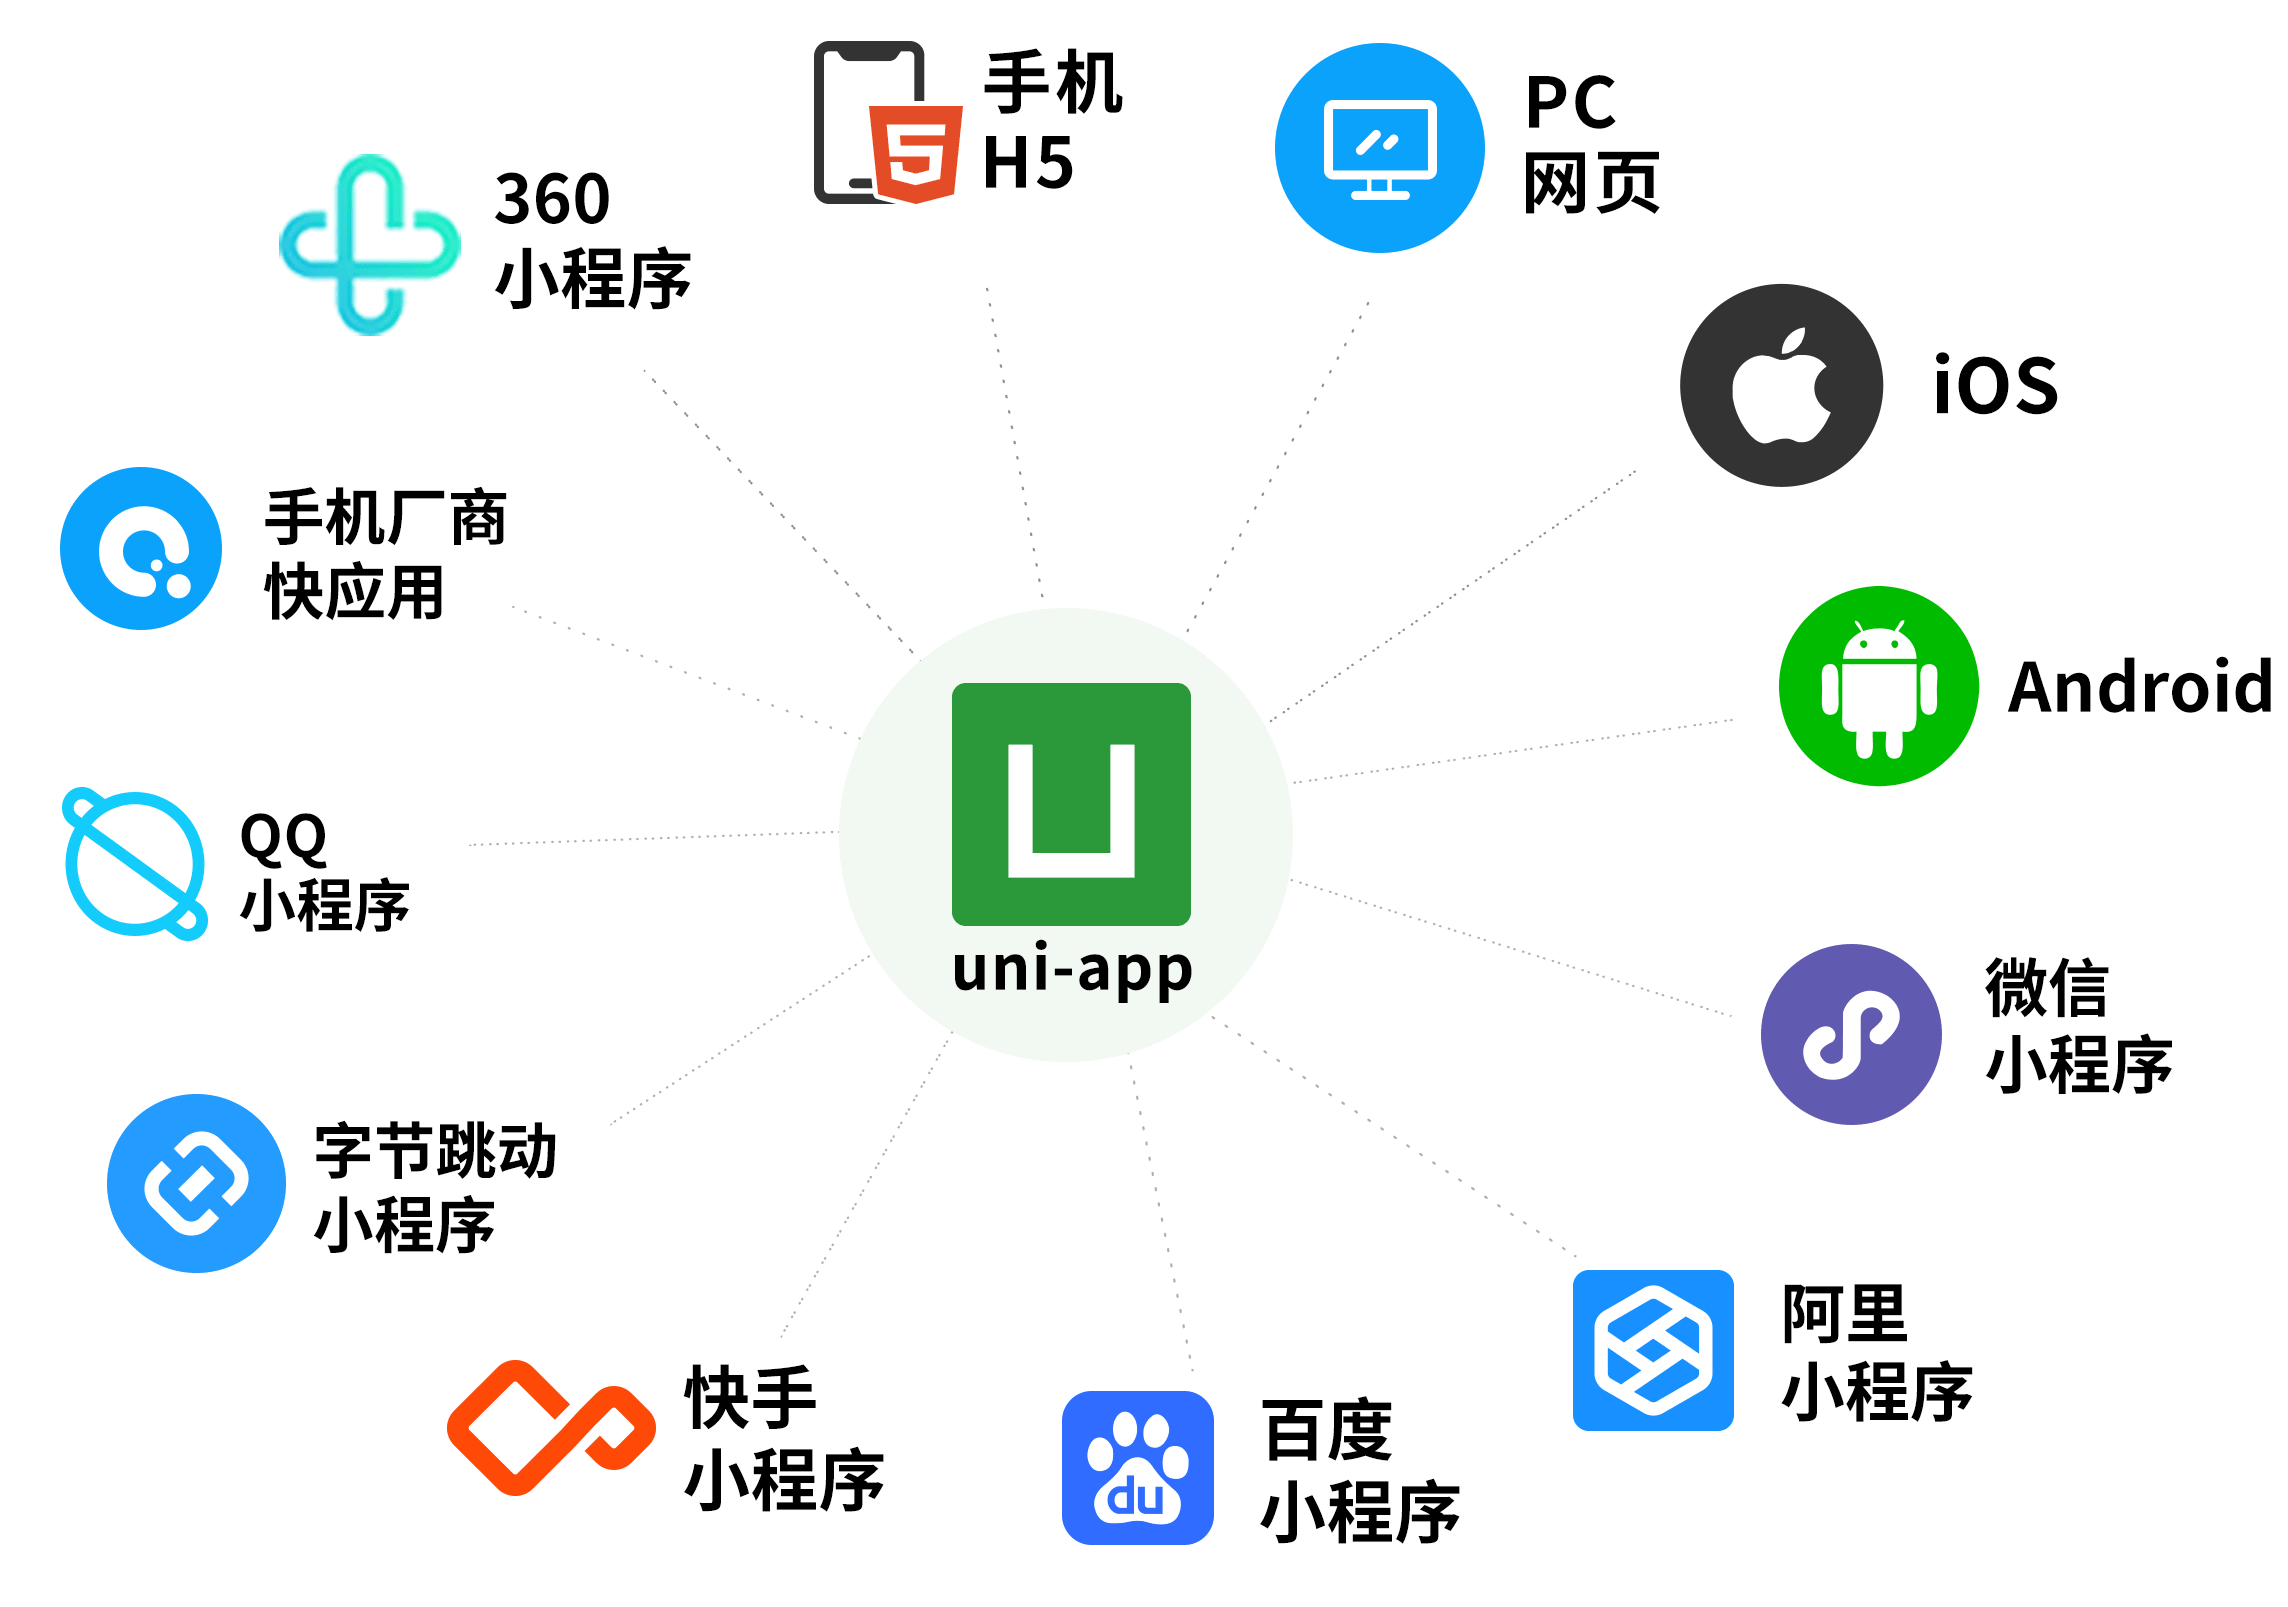 手机
H5
PC
网页
360
小程序
iOS
手机厂商
快应用
Android
uni-app
QQ
小程序
微信
小程序
字节跳动
小程序
阿里
小程序
快手
小程序
du
百度
小程序